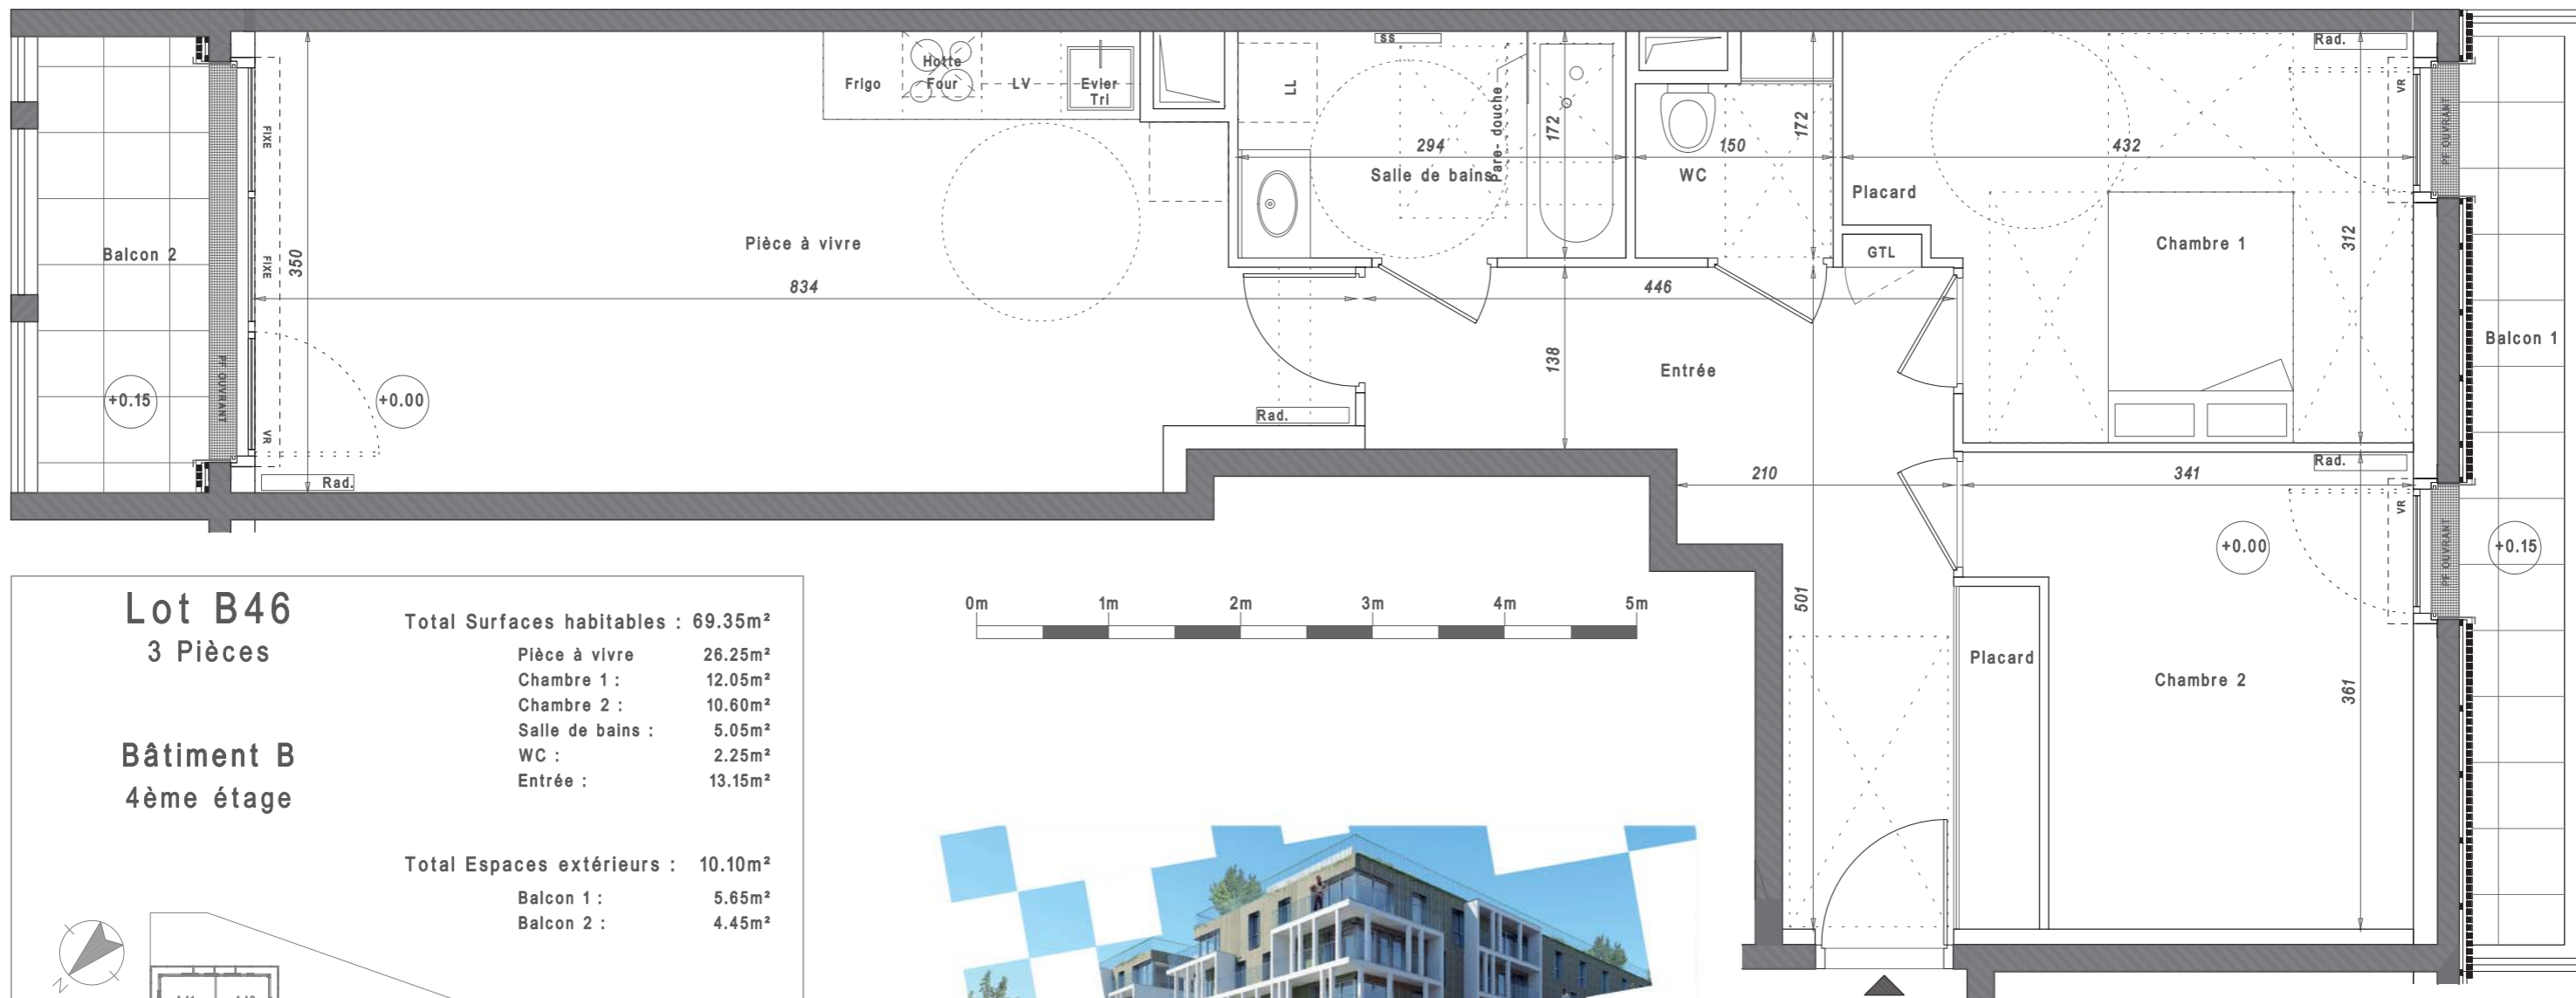 ss
Rad.
Hotte
Frigo
Four
LV
Evier
Tri
LL
Pare- douche
172
172
VR
PF OUVRANT
FIXE
294
150
432
Salle de bains
WC
Placard
Pièce à vivre
Chambre 1
312
Balcon 2
FIXE
350
GTL
834
446
Balcon 1
138
Entrée
+0.15
PF OUVRANT
+0.00
VR
Rad.
Rad.
Rad.
210
341
VR
PF OUVRANT
+0.00
+0.15
501
Placard
Chambre 2
361
0m 1m 2m 3m 4m 5m
Lot B46
3 Pièces
Bâtiment B
4ème étage
Total Surfaces habitables : 69.35m²
Pièce à vivre 26.25m²
Chambre 1 : 12.05m²
Chambre 2 : 10.60m²
Salle de bains : 5.05m²
WC : 2.25m²
Entrée : 13.15m²
Total Espaces extérieurs : 10.10m²
Balcon 1 : 5.65m²
Balcon 2 : 4.45m²
N